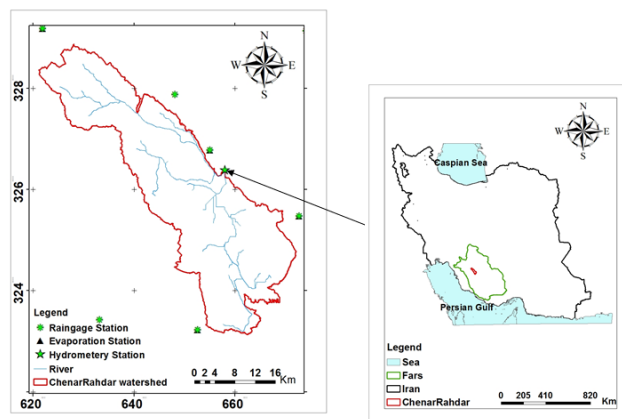 N
W E
S
328
326
324
Legend
Raingage Station
Evaporation Station
Hydrometery Station
River
ChenarRahdar watershed
0 2 4 8 12 16
Km
620 640 660
N
W E
S
Caspian Sea
Persian Gulf
Legend
Sea
Fars
Iran
ChenarRahdar
0 205 410 820
Km